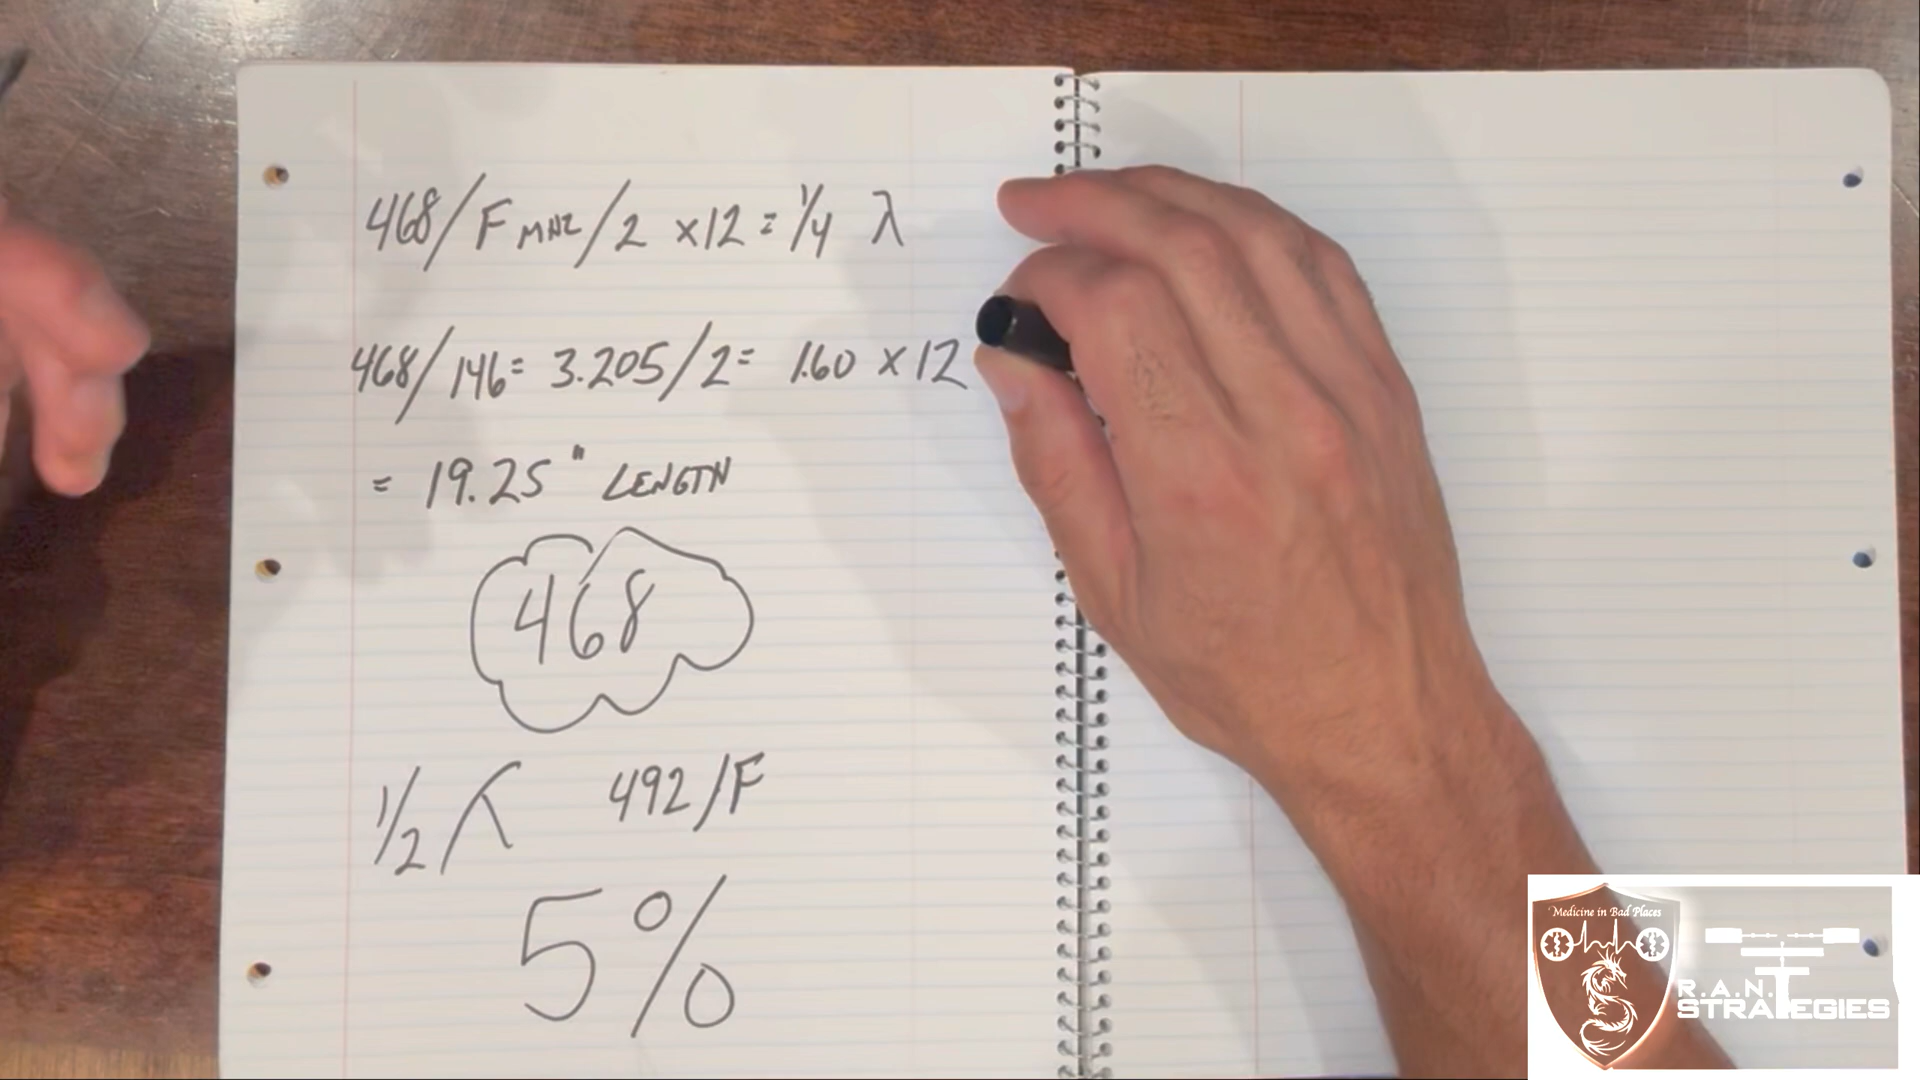 468/F MHZ/2 x12 = 1/4 λ
468/146= 3.205/2= 1.60 x12
= 19.25" LENGTH
468
1/2 λ 492/F
5%
Medicine in Bad Places
R.A.N.T
STRATEGIES